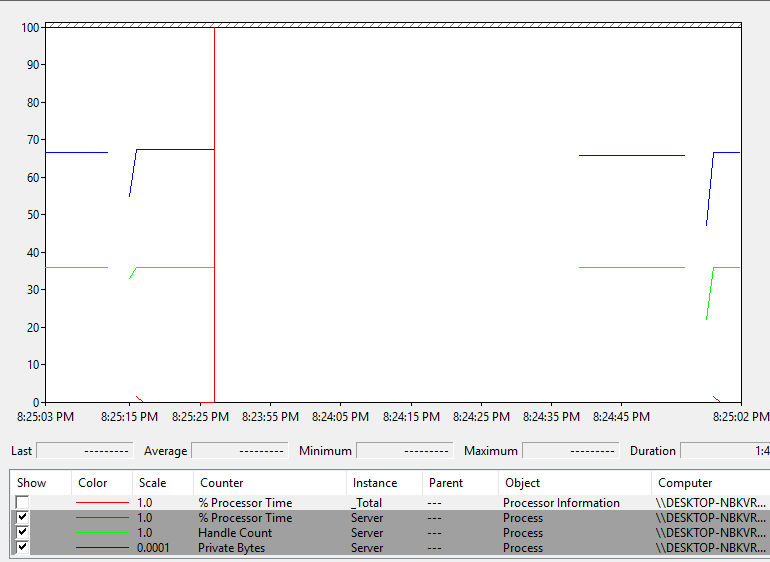 100
90
80
70
60
50
40
30
20
10
0
8:25:03 PM 8:25:15 PM 8:25:25 PM 8:23:55 PM 8:24:05 PM 8:24:15 PM 8:24:25 PM 8:24:35 PM 8:24:45 PM 8:25:02 PM
Last --------- Average --------- Minimum --------- Maximum --------- Duration 1:4
Show Color Scale Counter Instance Parent Object Computer
1.0 % Processor Time _Total --- Processor Information \\DESKTOP-NBKVR...
1.0 % Processor Time Server --- Process \\DESKTOP-NBKVR...
1.0 Handle Count Server --- Process \\DESKTOP-NBKVR...
0.0001 Private Bytes Server --- Process \\DESKTOP-NBKVR...